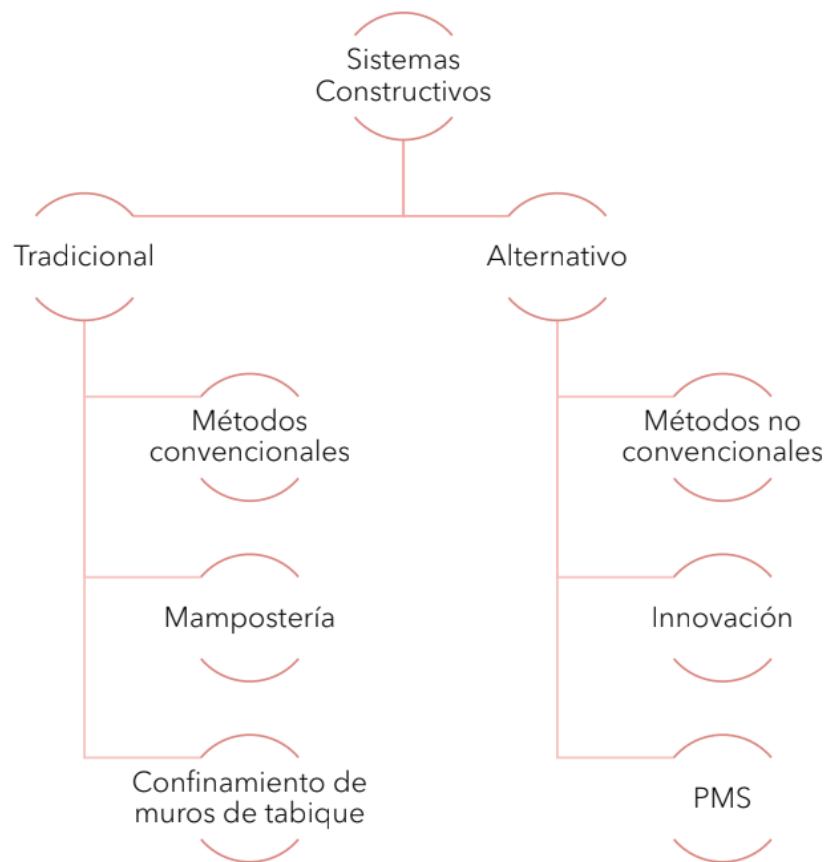 Sistemas
Constructivos
Tradicional
Alternativo
Métodos
convencionales
Métodos no
convencionales
Mampostería
Innovación
Confinamiento de
muros de tabique
PMS